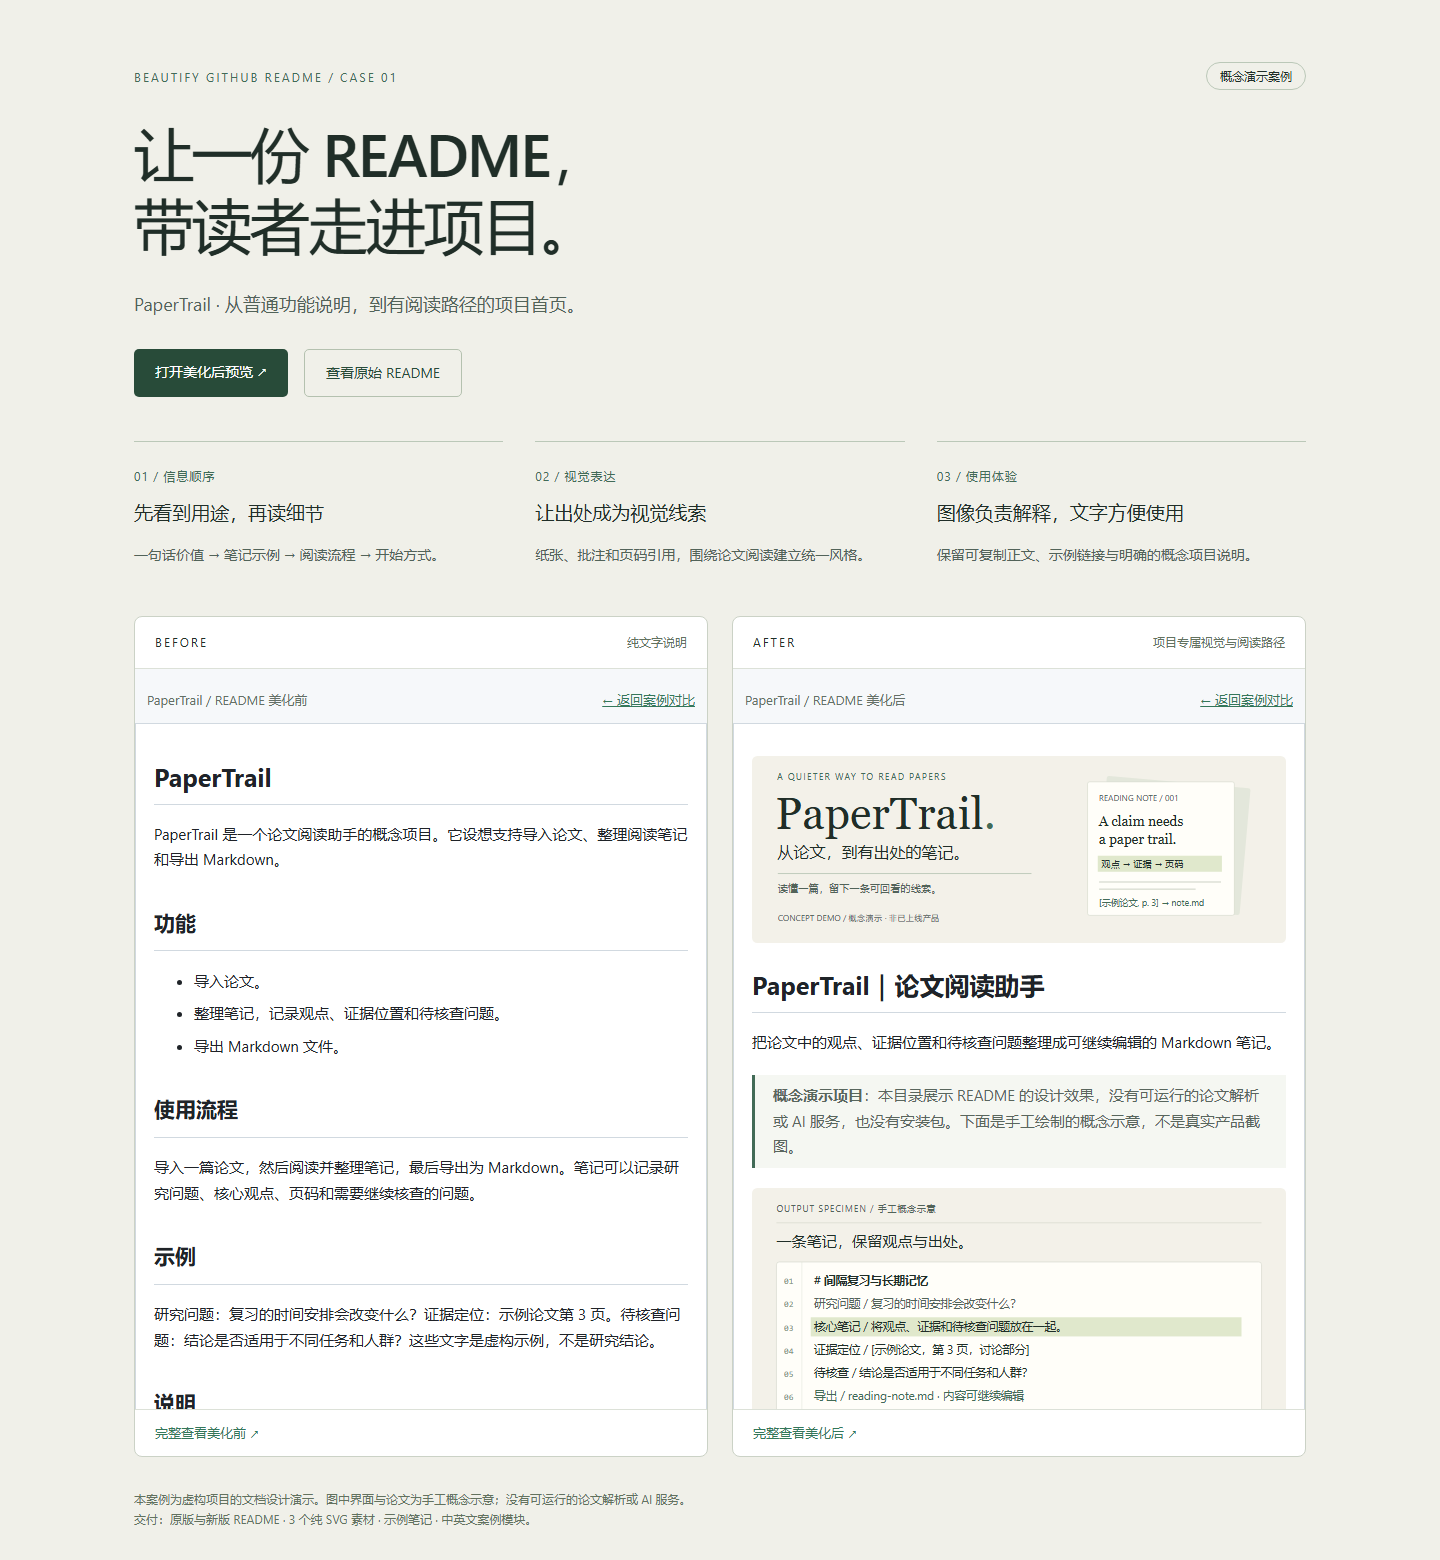 BEAUTIFY GITHUB README / CASE 01
概念演示案例
让一份 README，
带读者走进项目。
PaperTrail · 从普通功能说明，到有阅读路径的项目首页。
打开美化后预览 ↗
查看原始 README
01 / 信息顺序
先看到用途，再读细节
一句话价值 → 笔记示例 → 阅读流程 → 开始方式。
02 / 视觉表达
让出处成为视觉线索
纸张、批注和页码引用，围绕论文阅读建立统一风格。
03 / 使用体验
图像负责解释，文字方便使用
保留可复制正文、示例链接与明确的概念项目说明。
BEFORE
纯文字说明
PaperTrail / README 美化前
← 返回案例对比
PaperTrail
PaperTrail 是一个论文阅读助手的概念项目。它设想支持导入论文、整理阅读笔记
和导出 Markdown。
功能
• 导入论文。
• 整理笔记，记录观点、证据位置和待核查问题。
• 导出 Markdown 文件。
使用流程
导入一篇论文，然后阅读并整理笔记，最后导出为 Markdown。笔记可以记录研
究问题、核心观点、页码和需要继续核查的问题。
示例
研究问题：复习的时间安排会改变什么？证据定位：示例论文第 3 页。待核查问
题：结论是否适用于不同任务和人群？这些文字是虚构示例，不是研究结论。
说明
完整查看美化前 ↗
AFTER
项目专属视觉与阅读路径
PaperTrail / README 美化后
← 返回案例对比
A QUIETER WAY TO READ PAPERS
PaperTrail.
从论文，到有出处的笔记。
读懂一篇，留下一条可回看的线索。
CONCEPT DEMO / 概念演示 · 非已上线产品
READING NOTE / 001
A claim needs
a paper trail.
观点 → 证据 → 页码
[示例论文, p. 3] → note.md
PaperTrail｜论文阅读助手
把论文中的观点、证据位置和待核查问题整理成可继续编辑的 Markdown 笔记。
概念演示项目：本目录展示 README 的设计效果，没有可运行的论文解析
或 AI 服务，也没有安装包。下面是手工绘制的概念示意，不是真实产品截
图。
OUTPUT SPECIMEN / 手工概念示意
一条笔记，保留观点与出处。
01 # 间隔复习与长期记忆
02 研究问题 / 复习的时间安排会改变什么？
03 核心笔记 / 将观点、证据和待核查问题放在一起。
04 证据定位 / [示例论文，第 3 页，讨论部分]
05 待核查 / 结论是否适用于不同任务和人群？
06 导出 / reading-note.md · 内容可继续编辑
完整查看美化后 ↗
本案例为虚构项目的文档设计演示。图中界面与论文为手工概念示意；没有可运行的论文解析或 AI 服务。
交付：原版与新版 README · 3 个纯 SVG 素材 · 示例笔记 · 中英文案例模块。